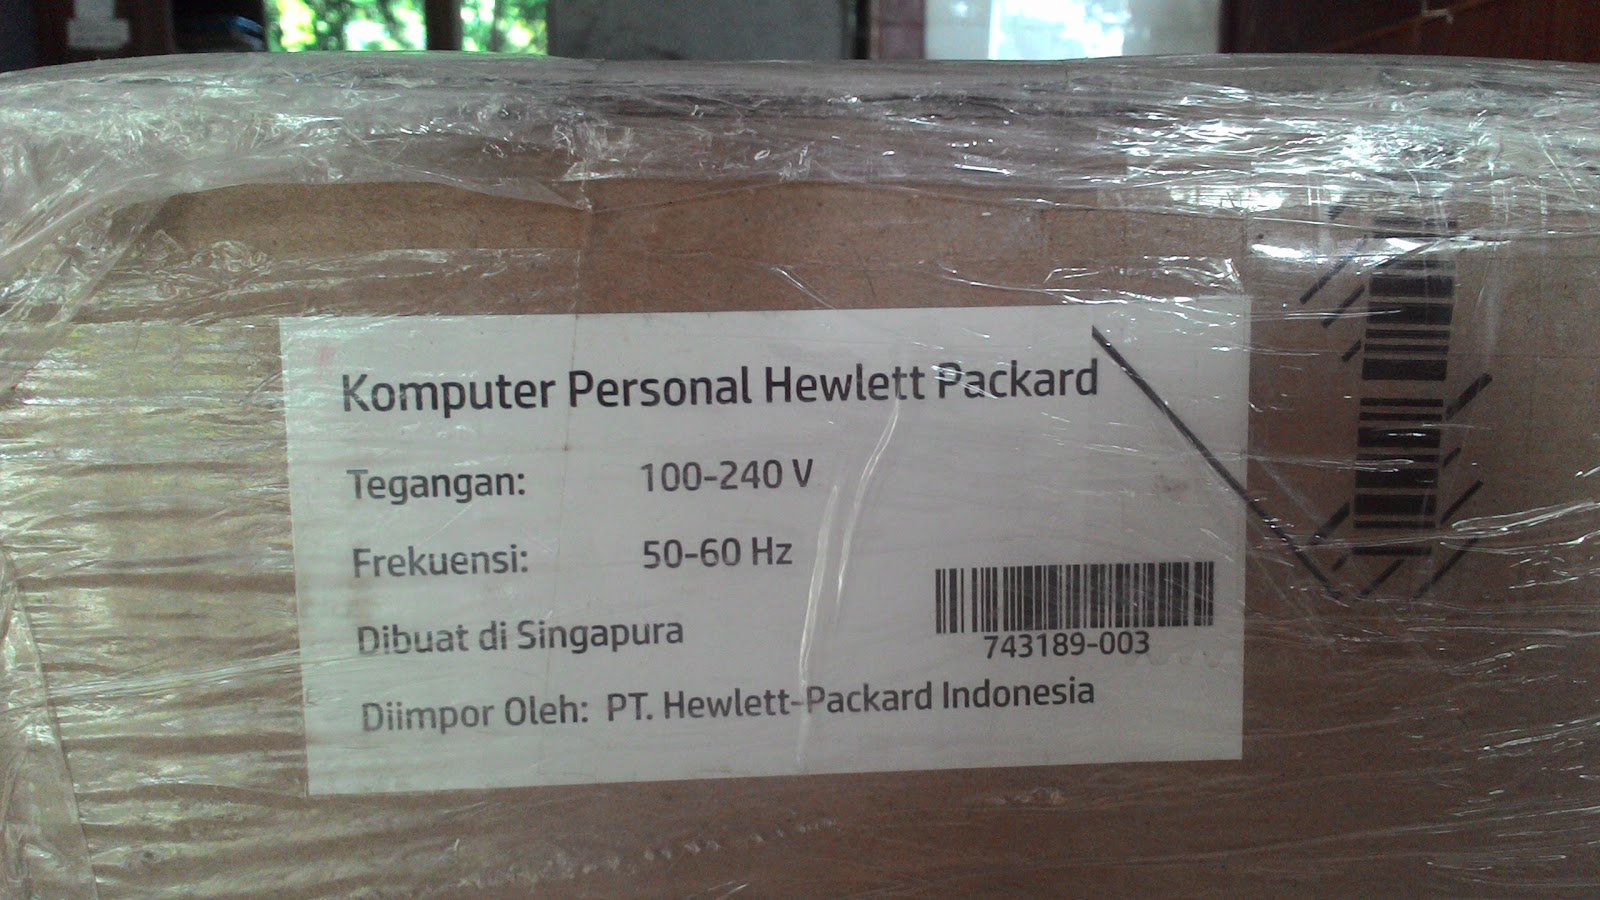 Komputer Personal Hewlett Packard
Tegangan: 100-240 V
Frekuensi: 50-60 Hz
Dibuat di Singapura
743189-003
Diimpor Oleh: PT. Hewlett-Packard Indonesia